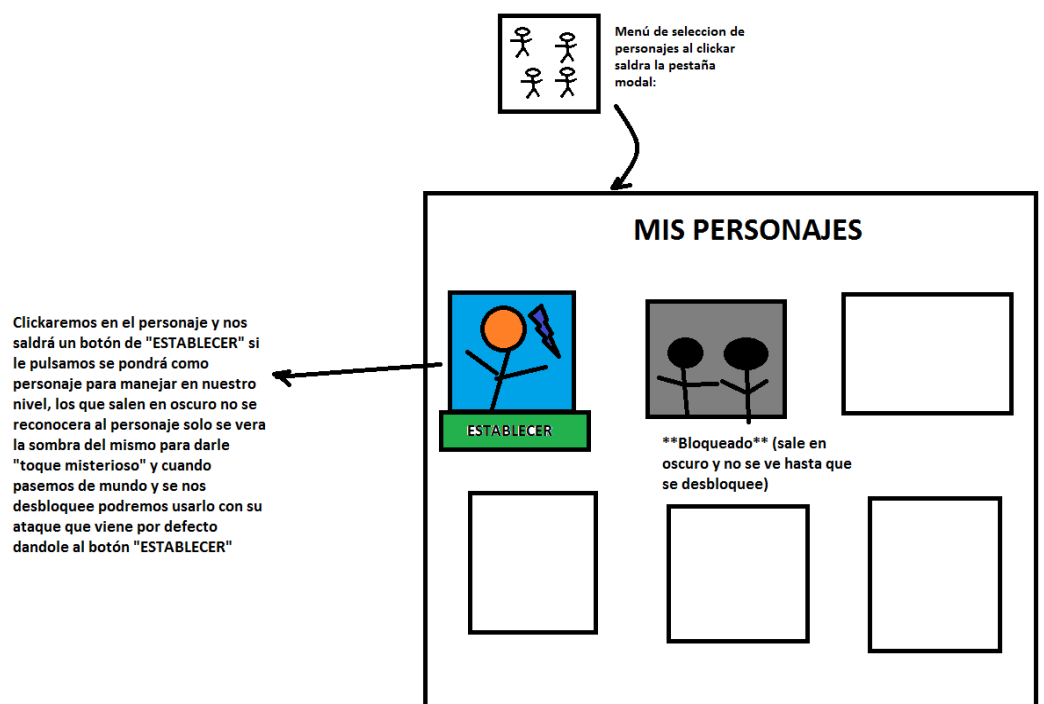 Menú de seleccion de
personajes al clickar
saldra la pestaña
modal:
MIS PERSONAJES
Clickaremos en el personaje y nos
saldrá un botón de "ESTABLECER" si
le pulsamos se pondrá como
personaje para manejar en nuestro
nivel, los que salen en oscuro no se
reconocera al personaje solo se vera
la sombra del mismo para darle
"toque misterioso" y cuando
pasemos de mundo y se nos
desbloquee podremos usarlo con su
ataque que viene por defecto
dandole al botón "ESTABLECER"
ESTABLECER
**Bloqueado** (sale en
oscuro y no se ve hasta que
se desbloquee)